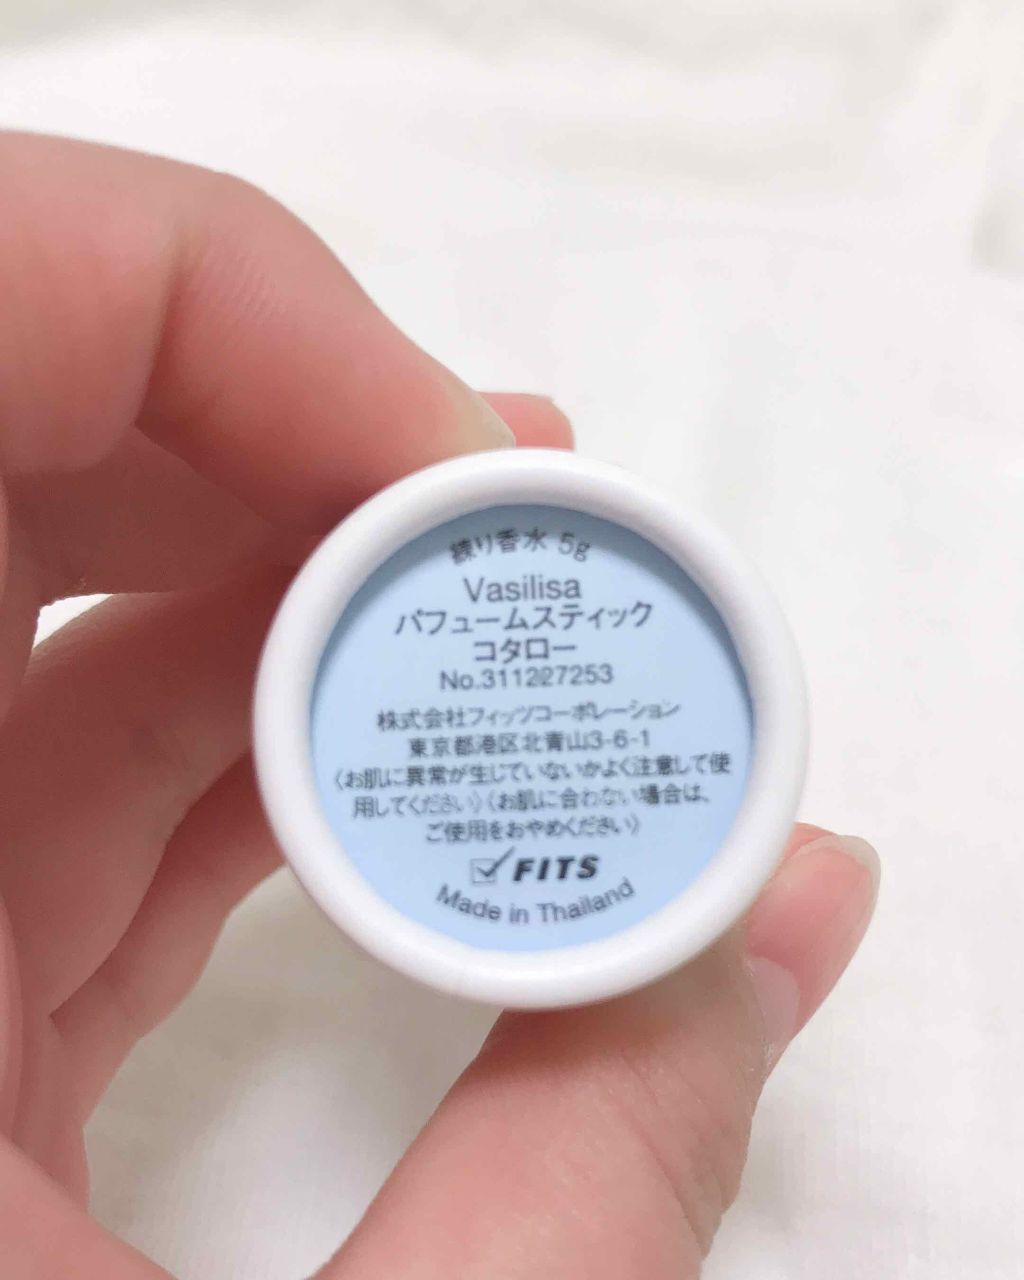 練り香水 5g
Vasilisa
パフュームスティック
コタロー
No.311227253
株式会社フィッツコーポレーション
東京都港区北青山3-6-1
〈お肌に異常が生じていないかよく注意して使
用してください〉〈お肌に合わない場合は、
ご使用をおやめください〉
FITS
Made in Thailand